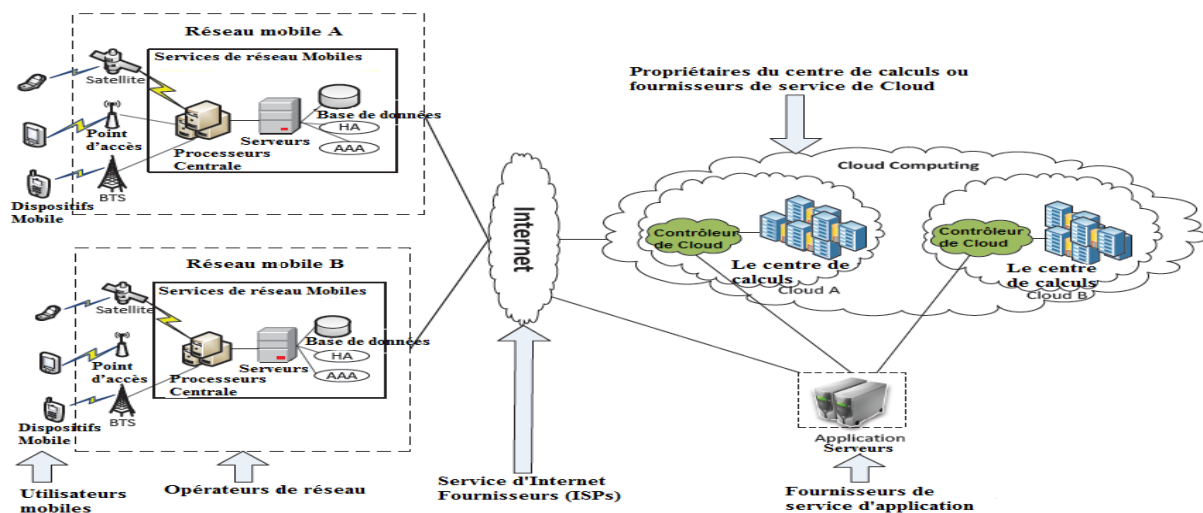 Réseau mobile A
Services de réseau Mobiles
Satellite
Base de données
HA
AAA
Point
d'accès
Serveurs
Processeurs
Centrale
BTS
Dispositifs
Mobile
Réseau mobile B
Services de réseau Mobiles
Satellite
Base de données
HA
AAA
Point
d'accès
Serveurs
Processeurs
Centrale
BTS
Dispositifs
Mobile
Utilisateurs
mobiles
Opérateurs de réseau
Internet
Service d'Internet
Fournisseurs (ISPs)
Propriétaires du centre de calculs ou
fournisseurs de service de Cloud
Cloud Computing
Contrôleur
de Cloud
Le centre de
calculs
Cloud A
Contrôleur
de Cloud
Le centre
de calculs
Cloud B
Application
Serveurs
Fournisseurs de
service d'application